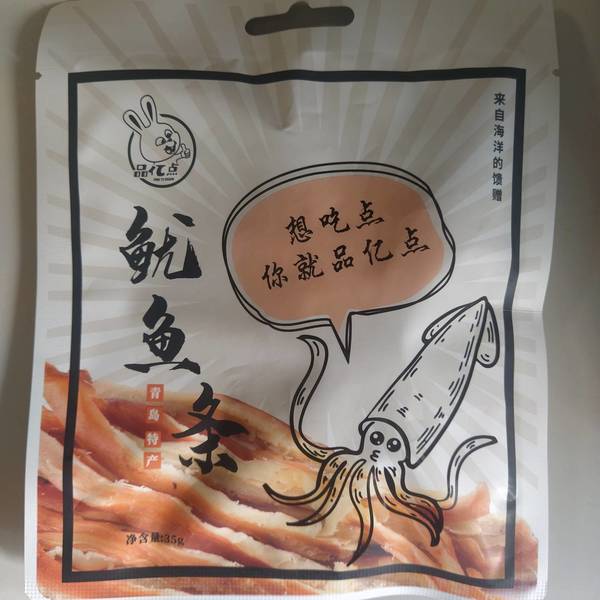 品亿点
来自海洋的馈赠
想吃点
你就品亿点
鱿鱼条
青岛特产
净含量:35g